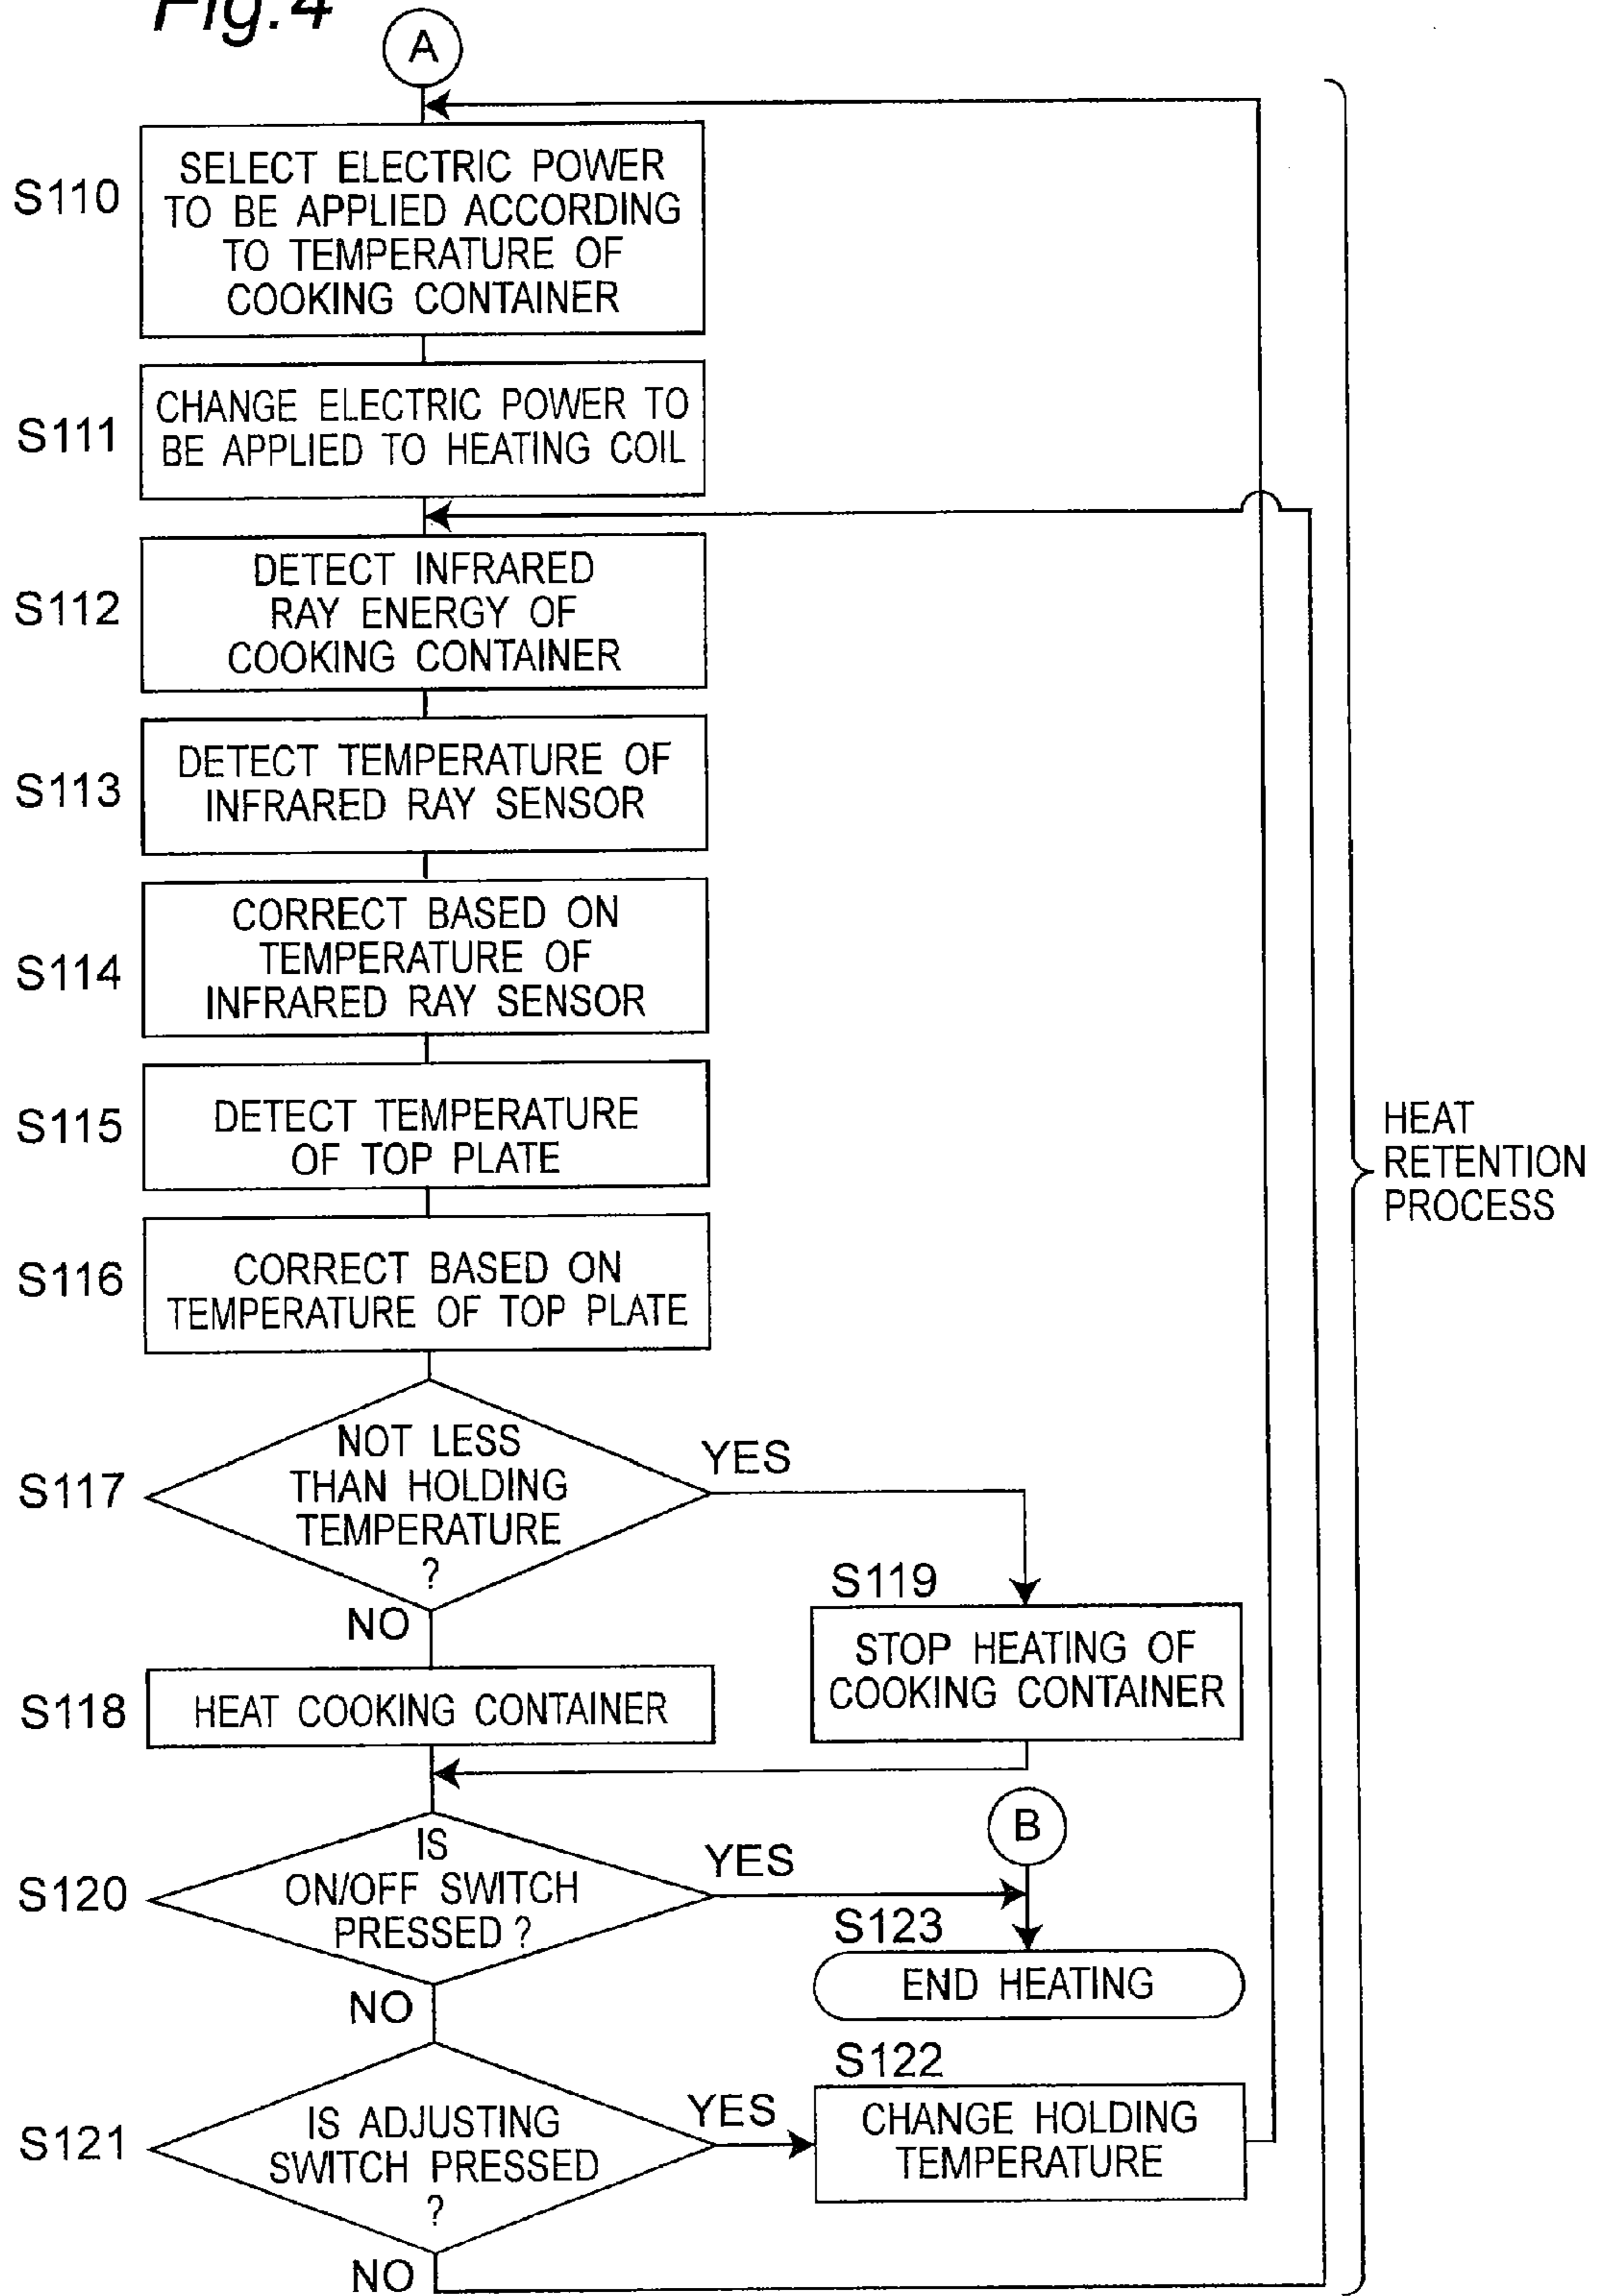 Fig.4
A
S110
SELECT ELECTRIC POWER
TO BE APPLIED ACCORDING
TO TEMPERATURE OF
COOKING CONTAINER
S111
CHANGE ELECTRIC POWER TO
BE APPLIED TO HEATING COIL
S112
DETECT INFRARED
RAY ENERGY OF
COOKING CONTAINER
S113
DETECT TEMPERATURE OF
INFRARED RAY SENSOR
S114
CORRECT BASED ON
TEMPERATURE OF
INFRARED RAY SENSOR
S115
DETECT TEMPERATURE
OF TOP PLATE
S116
CORRECT BASED ON
TEMPERATURE OF TOP PLATE
S117
NOT LESS
THAN HOLDING
TEMPERATURE
?
YES
NO
S118
HEAT COOKING CONTAINER
S119
STOP HEATING OF
COOKING CONTAINER
S120
IS
ON/OFF SWITCH
PRESSED ?
YES
NO
B
S123
END HEATING
S121
IS ADJUSTING
SWITCH PRESSED
?
YES
NO
S122
CHANGE HOLDING
TEMPERATURE
HEAT
RETENTION
PROCESS